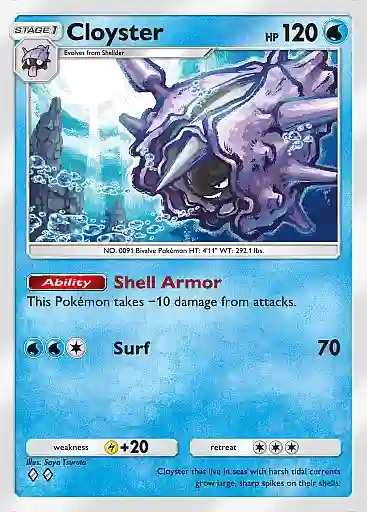 STAGE 1 Cloyster HP 120
Evolves from Shellder
NO. 0091 Bivalve Pokémon HT: 4'11" WT: 292.1 lbs.
Ability Shell Armor
This Pokémon takes −10 damage from attacks.
Surf 70
weakness +20 retreat
Illus. Saya Tsuruta
Cloyster that live in seas with harsh tidal currents
grow large, sharp spikes on their shells.